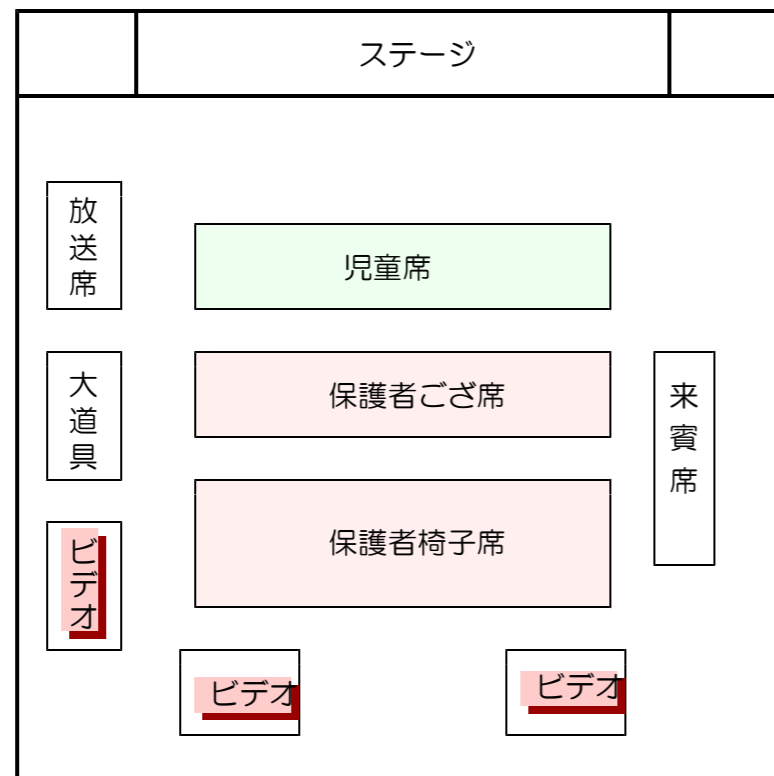 ステージ
放送席
児童席
大道具
保護者ござ席
来賓席
ビデオ
保護者椅子席
ビデオ
ビデオ